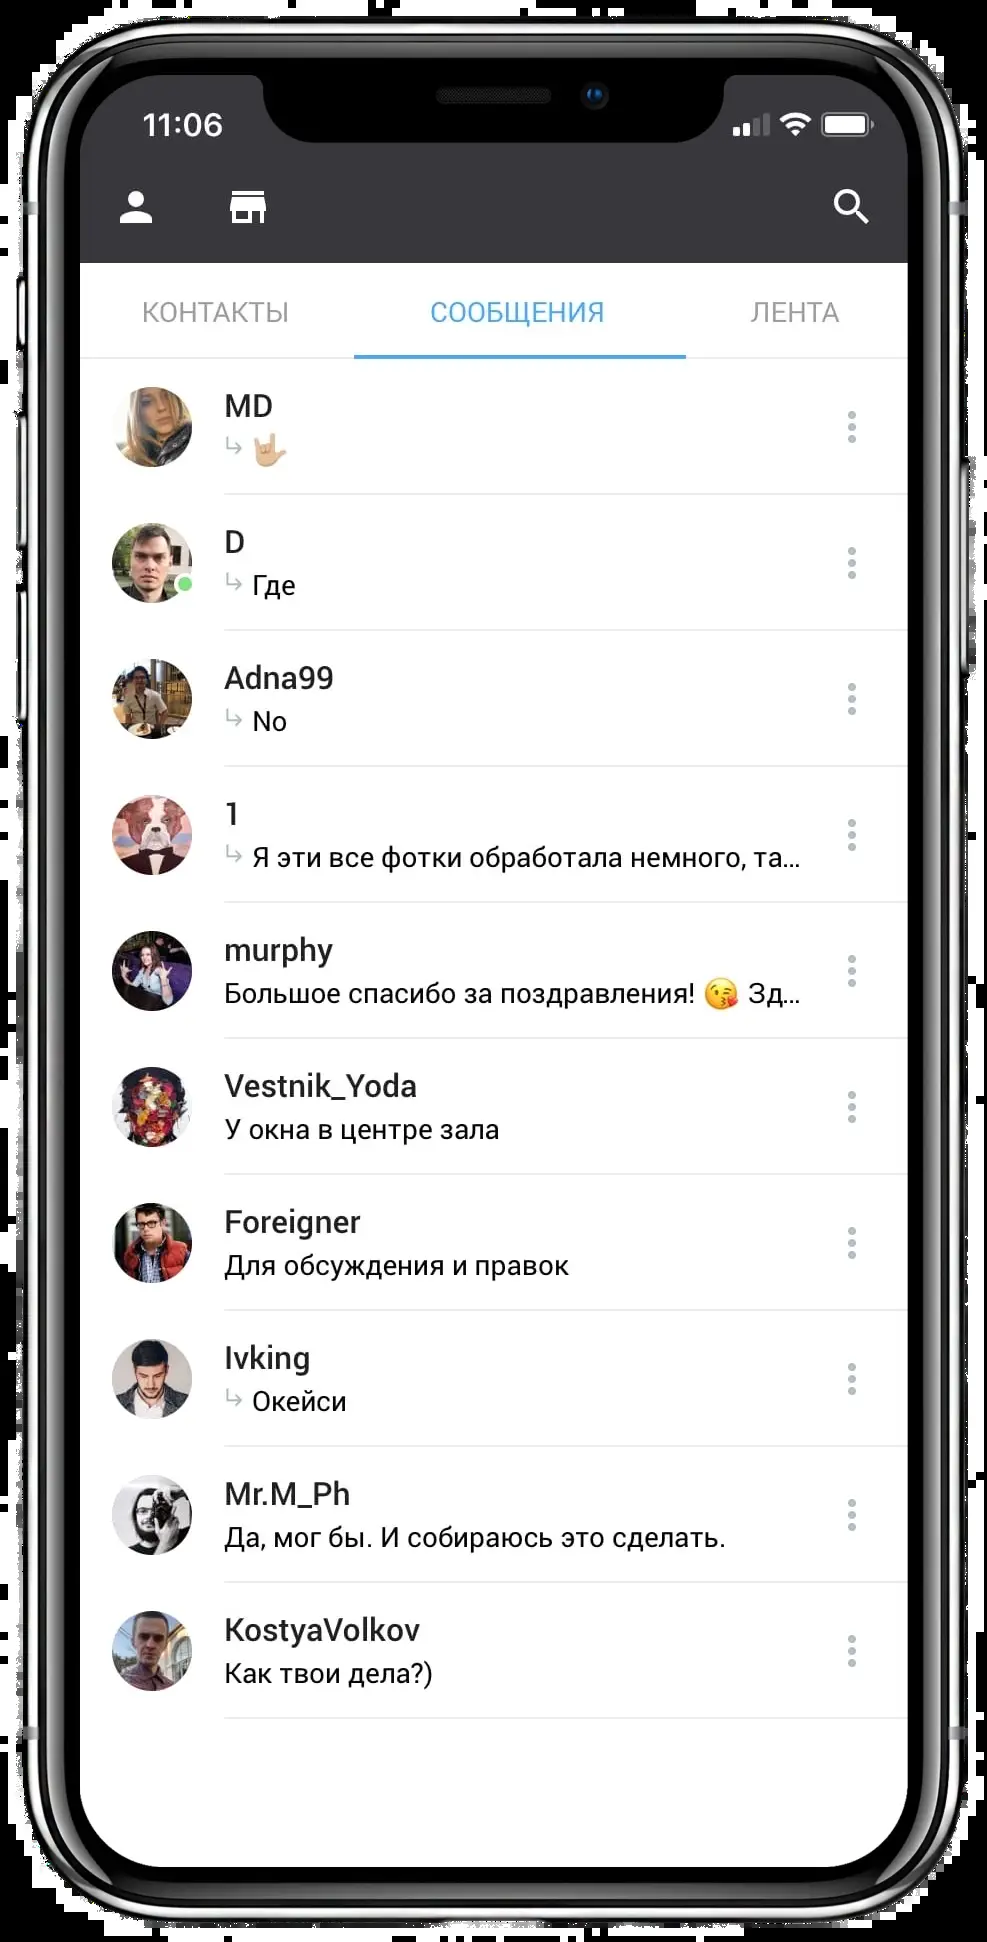 11:06
КОНТАКТЫ СООБЩЕНИЯ ЛЕНТА
MD
🤟🏼
D
Где
Adna99
No
1
Я эти все фотки обработала немного, та...
murphy
Большое спасибо за поздравления! 😘 Зд...
Vestnik_Yoda
У окна в центре зала
Foreigner
Для обсуждения и правок
Ivking
Окейси
Mr.M_Ph
Да, мог бы. И собираюсь это сделать.
KostyaVolkov
Как твои дела?)